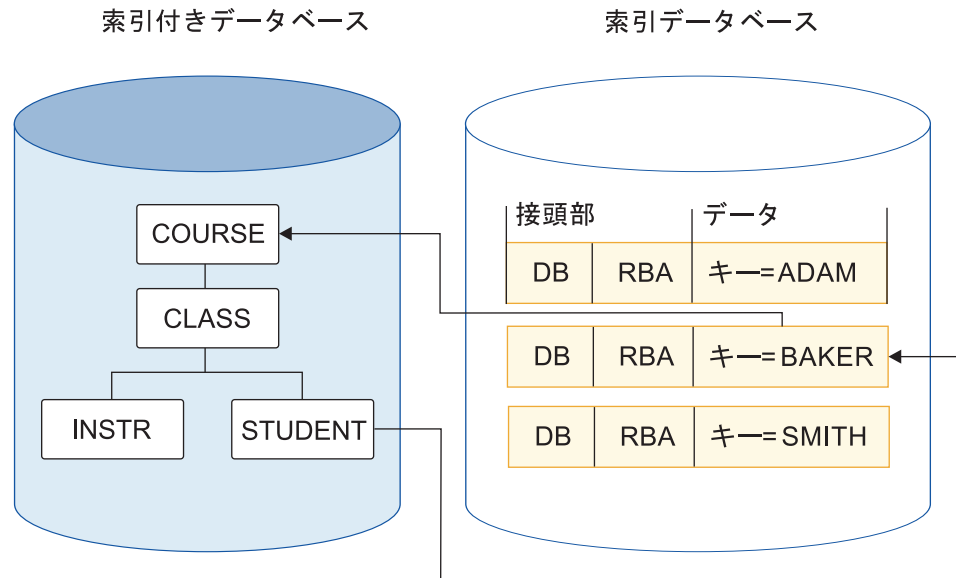 索引付きデータベース
索引データベース
COURSE
CLASS
INSTR
STUDENT
接頭部 データ
DB RBA キー=ADAM
DB RBA キー=BAKER
DB RBA キー=SMITH